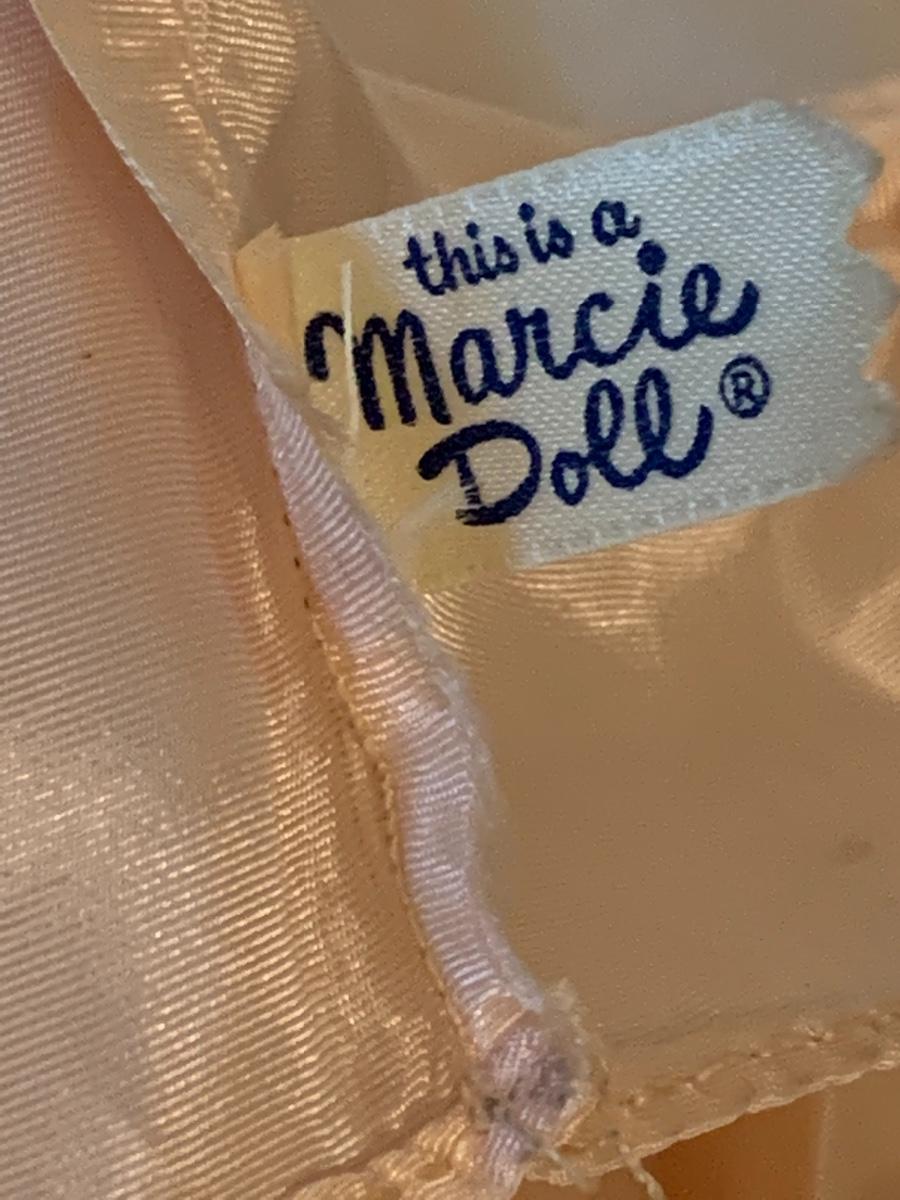 this is a
Marcie
Doll®